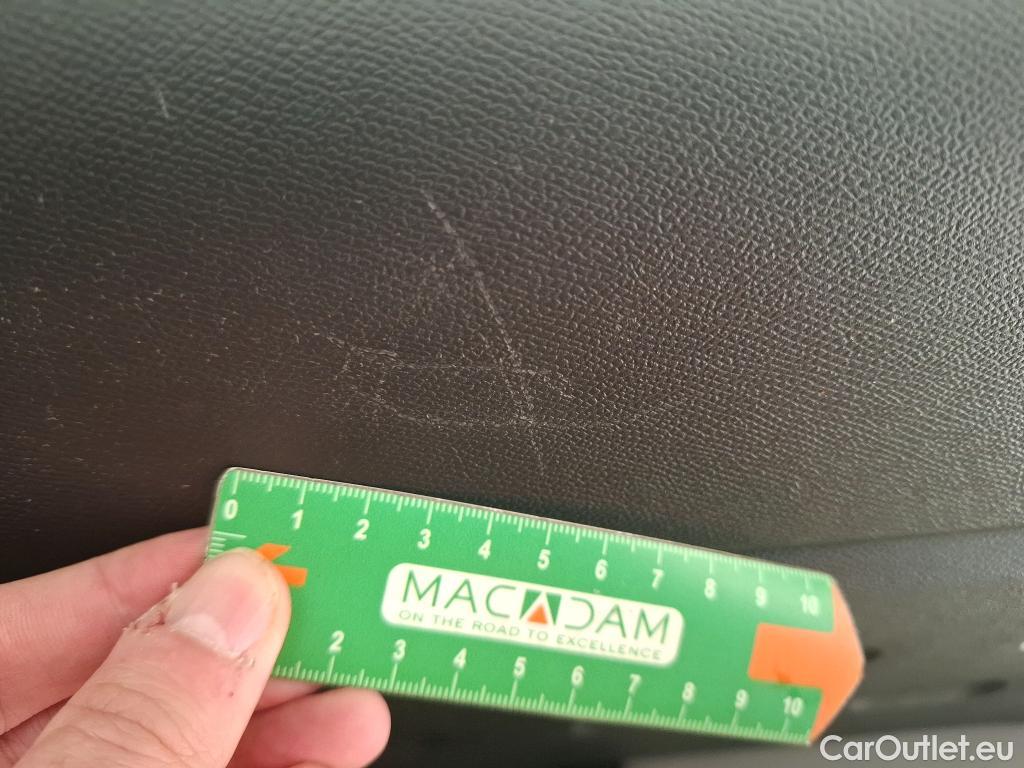 0 1 2 3 4 5 6 7 8 9 10
MACADAM
ON THE ROAD TO EXCELLENCE
2 3 4 5 6 7 8 9 10
CarOutlet.eu